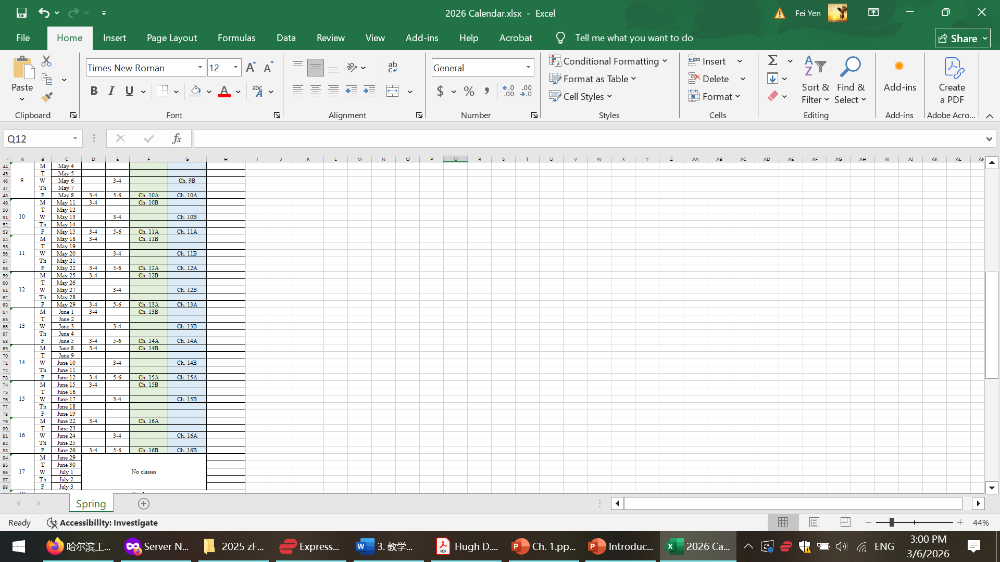 2026 Calendar.xlsx - Excel
Fei Yen
File Home Insert Page Layout Formulas Data Review View Add-ins Help Acrobat Tell me what you want to do Share
Paste
Clipboard
Times New Roman 12
B I U abc A
Font
ab c
Alignment
General
$ % , .00 .0
Number
Conditional Formatting
Format as Table
Cell Styles
Styles
Insert
Delete
Format
Cells
Sort & Filter
Find & Select
Editing
Add-ins
Add-ins
Create a PDF
Adobe Acro...
Q12 fx
A B C D E F G H I J K L M N O P Q R S T U V W X Y Z AA AB AC AD AE AF AG AH AI AJ AK AL
44 M May 4
45 T May 5
46 9 W May 6 3-4 Ch. 9B
47 Th May 7
48 F May 8 3-4 5-6 Ch. 10A Ch. 10A
49 M May 11 3-4 Ch. 10B
50 T May 12
51 10 W May 13 3-4 Ch. 10B
52 Th May 14
53 F May 15 3-4 5-6 Ch. 11A Ch. 11A
54 M May 18 3-4 Ch. 11B
55 T May 19
56 11 W May 20 3-4 Ch. 11B
57 Th May 21
58 F May 22 3-4 5-6 Ch. 12A Ch. 12A
59 M May 25 3-4 Ch. 12B
60 T May 26
61 12 W May 27 3-4 Ch. 12B
62 Th May 28
63 F May 29 3-4 5-6 Ch. 13A Ch. 13A
64 M June 1 3-4 Ch. 13B
65 T June 2
66 13 W June 3 3-4 Ch. 13B
67 Th June 4
68 F June 5 3-4 5-6 Ch. 14A Ch. 14A
69 M June 8 3-4 Ch. 14B
70 T June 9
71 14 W June 10 3-4 Ch. 14B
72 Th June 11
73 F June 12 3-4 5-6 Ch. 15A Ch. 15A
74 M June 15 3-4 Ch. 15B
75 T June 16
76 15 W June 17 3-4 Ch. 15B
77 Th June 18
78 F June 19
79 M June 22 3-4 Ch. 16A
80 T June 23
81 16 W June 24 3-4 Ch. 16A
82 Th June 25
83 F June 26 3-4 5-6 Ch. 16B Ch. 16B
84 M June 29
85 T June 30
86 17 W July 1 No classes
87 Th July 2
88 F July 3
Spring
Ready Accessibility: Investigate 44%
哈尔滨工... Server N... 2025 zF... Express... 3. 教学... Hugh D.... Ch. 1.pp... Introduc... 2026 Ca... ENG
3:00 PM
3/6/2026